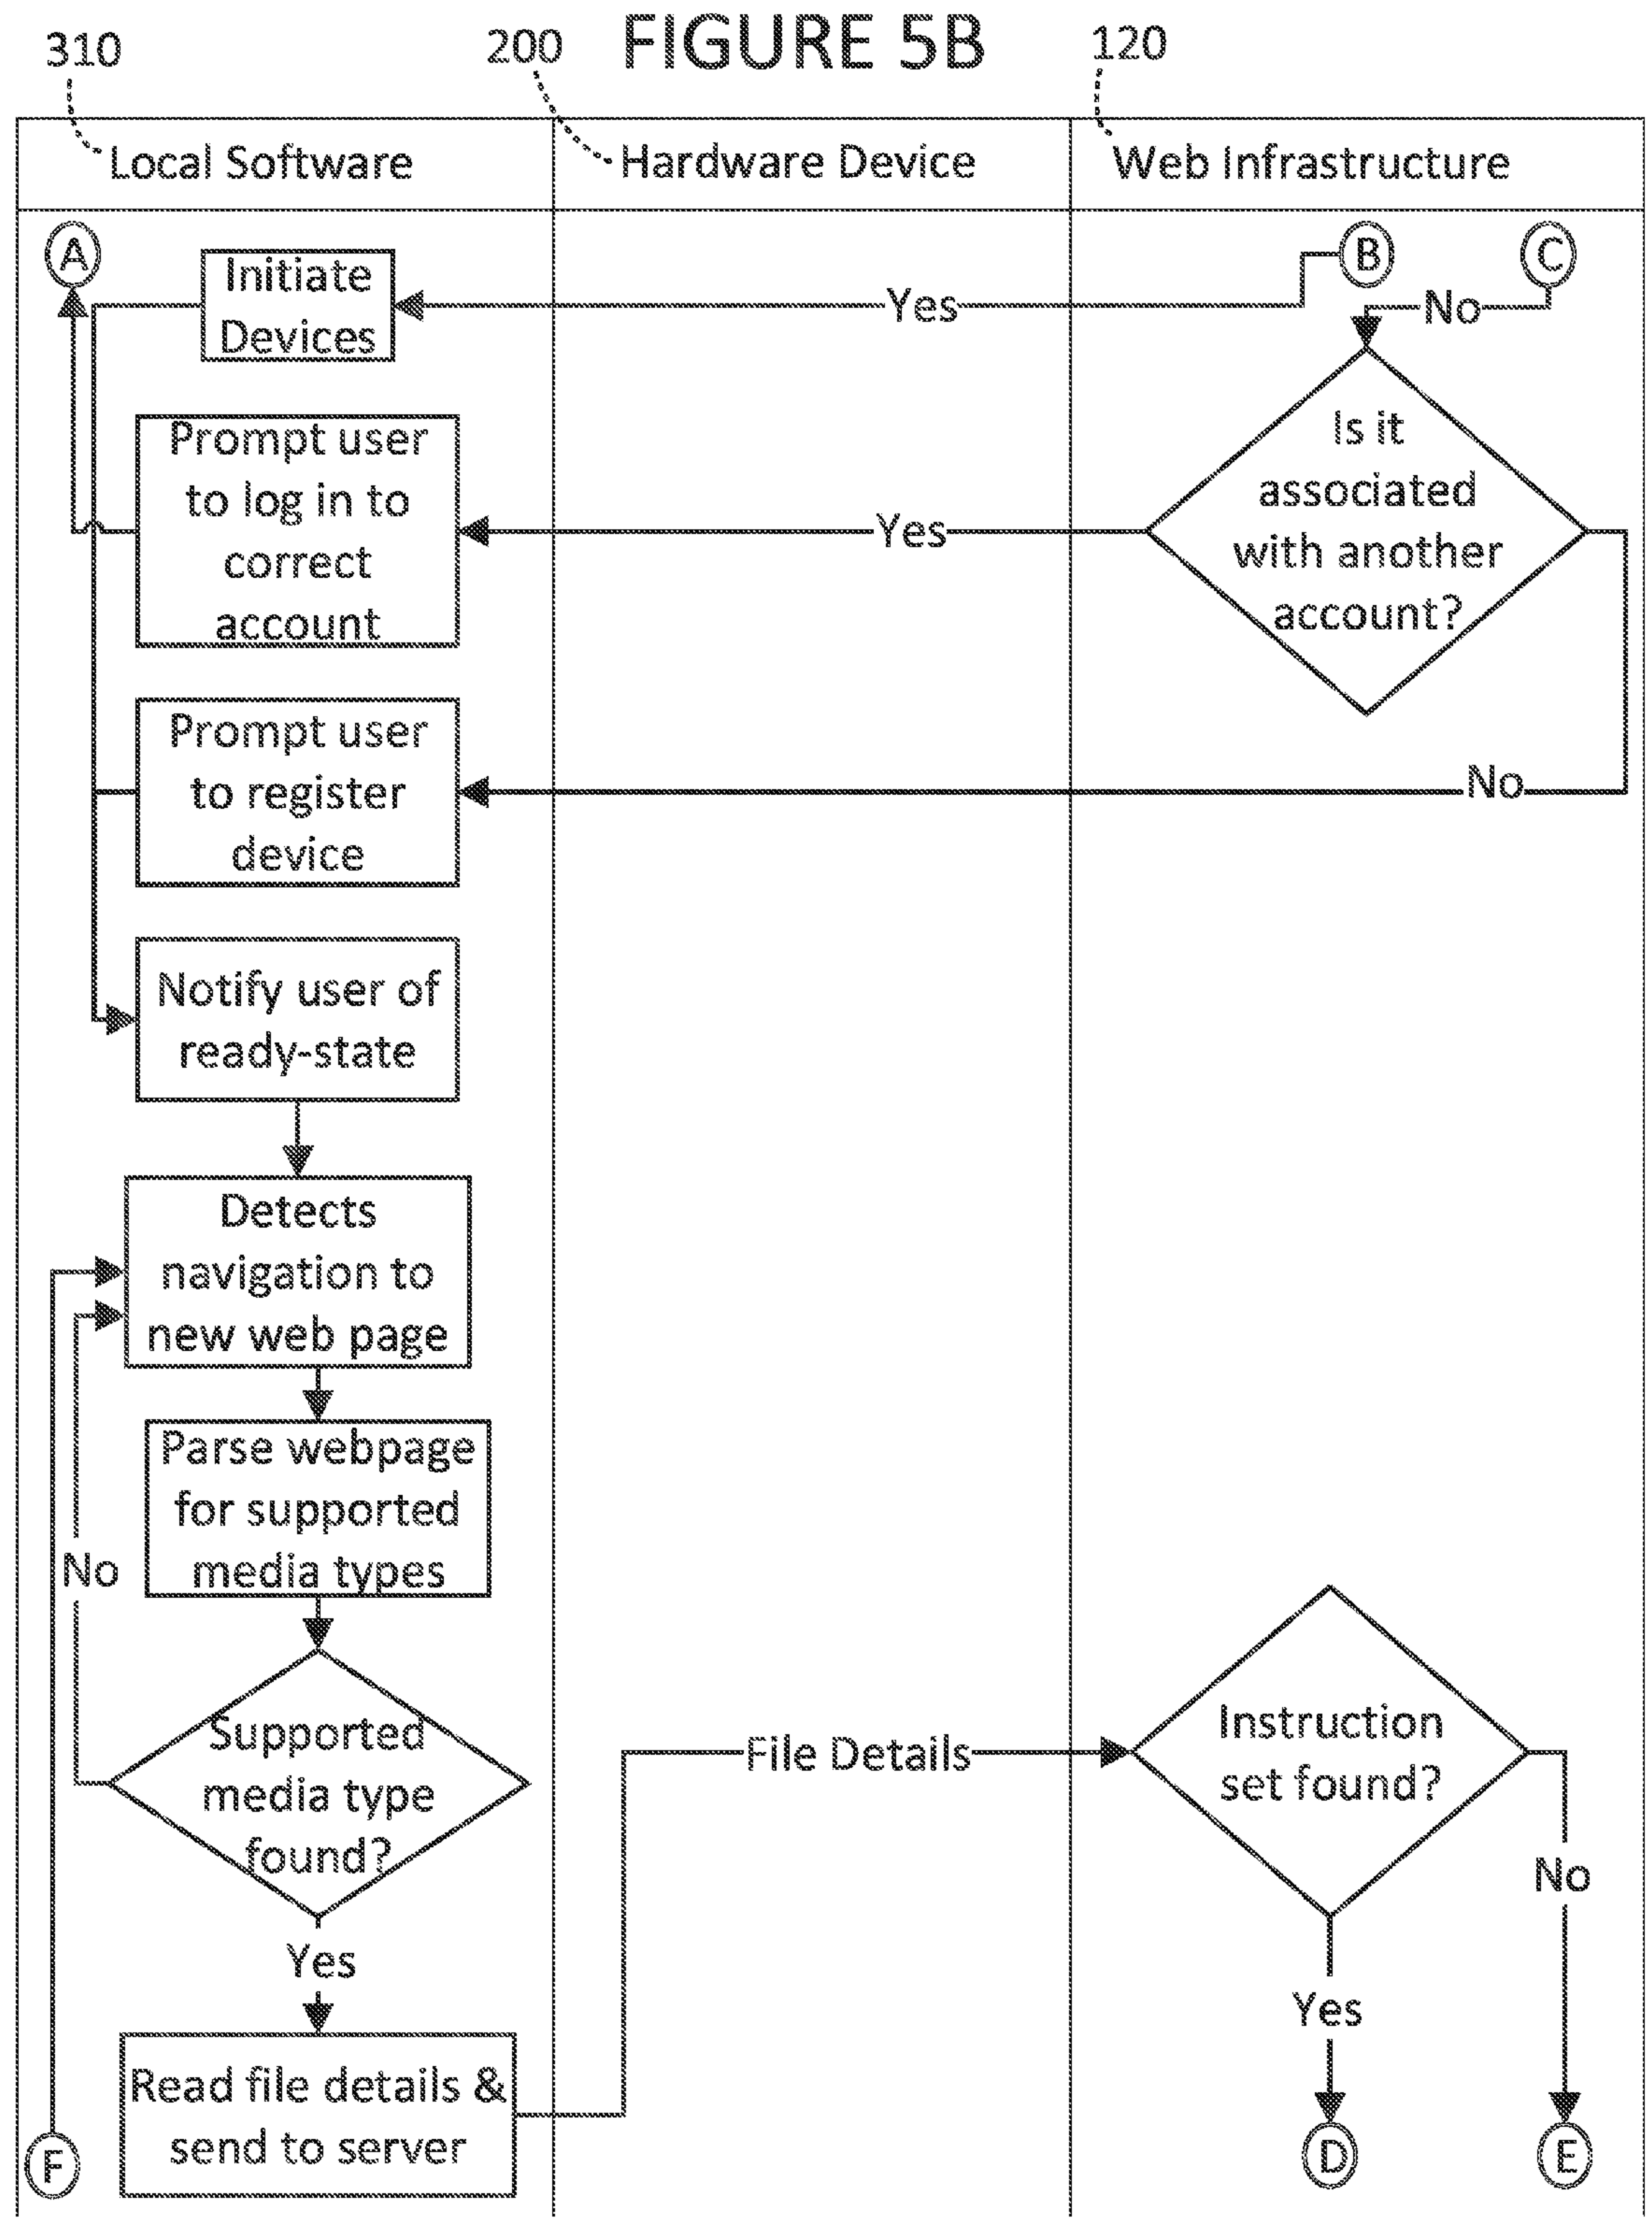 FIGURE 5B
310
200
120
Local Software
Hardware Device
Web Infrastructure
A
Initiate
Devices
Yes
B
C
No
Is it
associated
with another
account?
Prompt user
to log in to
correct
account
Yes
Prompt user
to register
device
No
Notify user of
ready-state
Detects
navigation to
new web page
Parse webpage
for supported
media types
No
Supported
media type
found?
File Details
Instruction
set found?
No
Yes
Yes
Read file details &
send to server
F
D
E